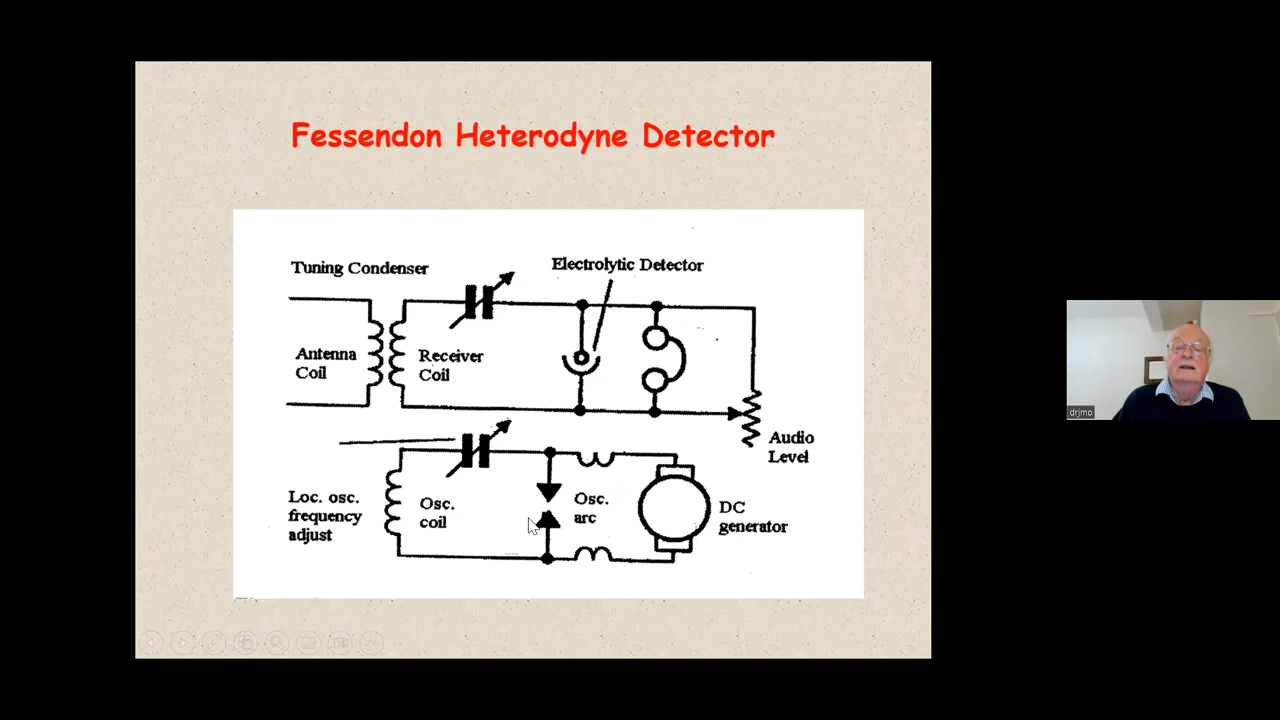 Fessendon Heterodyne Detector
Tuning Condenser
Electrolytic Detector
Antenna
Coil
Receiver
Coil
Audio
Level
Loc. osc.
frequency
adjust
Osc.
coil
Osc.
arc
DC
generator
drjmo